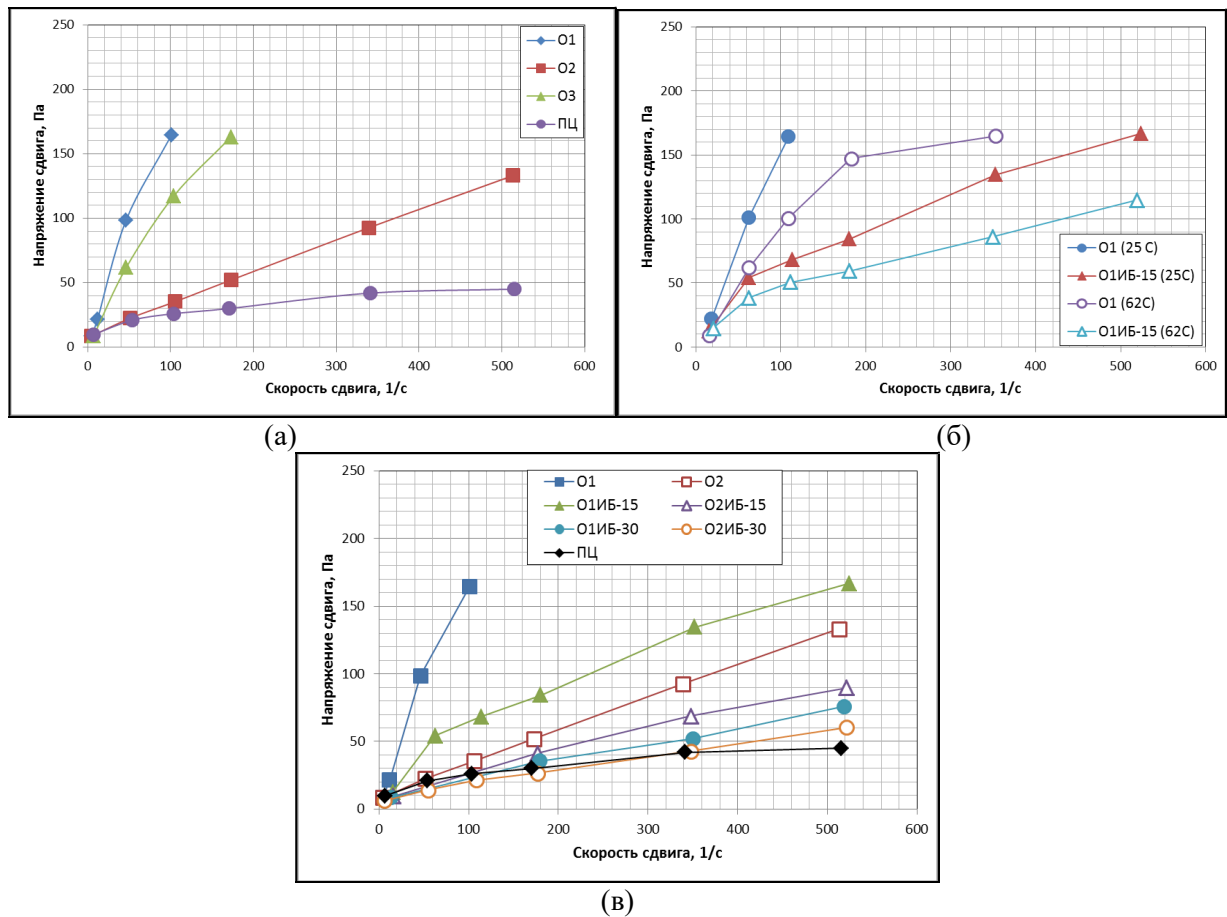 250
200
150
100
50
0
0 100 200 300 400 500 600
Напряжение сдвига, Па
Скорость сдвига, 1/с
О1
О2
О3
ПЦ
(а)
250
200
150
100
50
0
0 100 200 300 400 500 600
Напряжение сдвига, Па
Скорость сдвига, 1/с
О1 (25 С)
О1ИБ-15 (25С)
О1 (62С)
О1ИБ-15 (62С)
(б)
250
200
150
100
50
0
0 100 200 300 400 500 600
Напряжение сдвига, Па
Скорость сдвига, 1/с
О1 О2
О1ИБ-15 О2ИБ-15
О1ИБ-30 О2ИБ-30
ПЦ
(в)